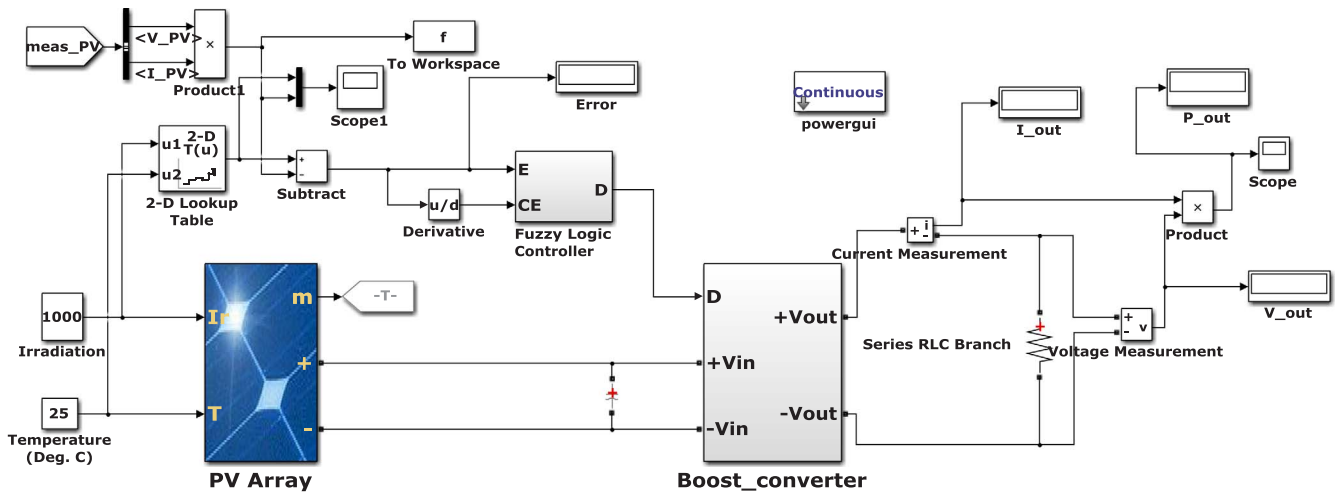 meas_PV
<V_PV>
<I_PV>
×
Product1
f
To Workspace
Scope1
Error
Continuous
powergui
I_out
P_out
Scope
u1
u2
2-D
T(u)
2-D Lookup
Table
+
-
Subtract
u/d
Derivative
E
CE
D
Fuzzy Logic
Controller
+
i
-
Current Measurement
×
Product
V_out
1000
Irradiation
25
Temperature
(Deg. C)
Ir
T
m
+
-
PV Array
-T-
+
D
+Vin
-Vin
+Vout
-Vout
Boost_converter
Series RLC Branch
+
+
-
v
Voltage Measurement